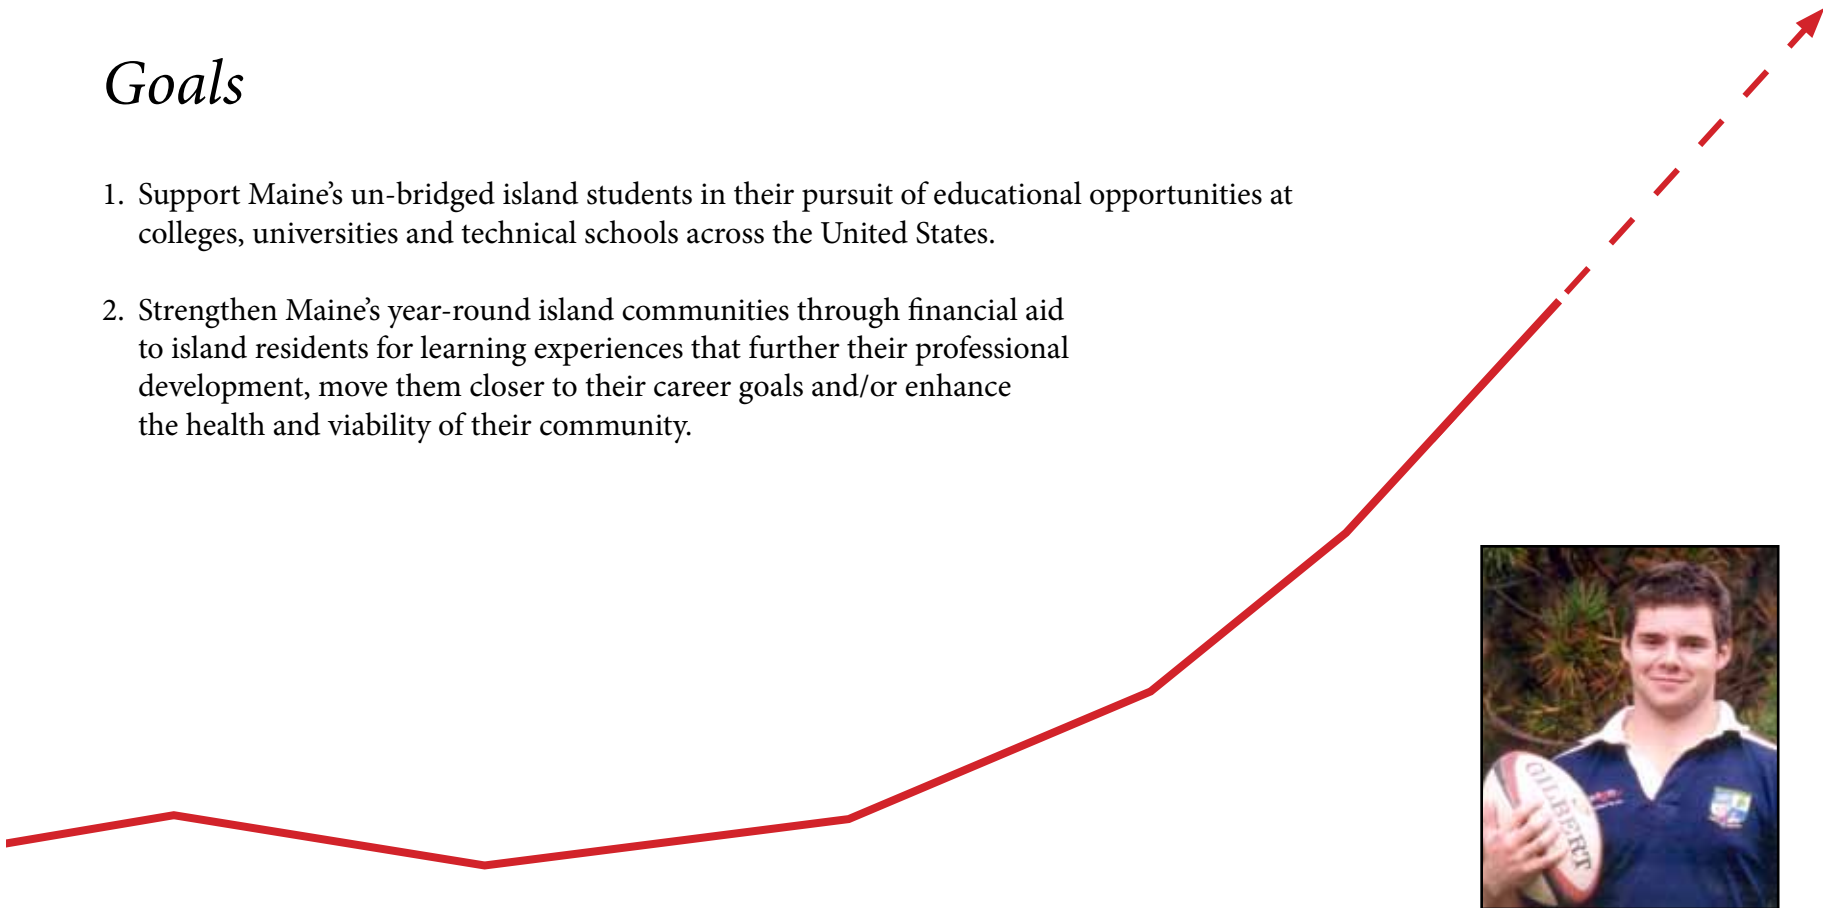 Goals
1. Support Maine’s un-bridged island students in their pursuit of educational opportunities at
colleges, universities and technical schools across the United States.
2. Strengthen Maine’s year-round island communities through financial aid
to island residents for learning experiences that further their professional
development, move them closer to their career goals and/or enhance
the health and viability of their community.
GILBERT